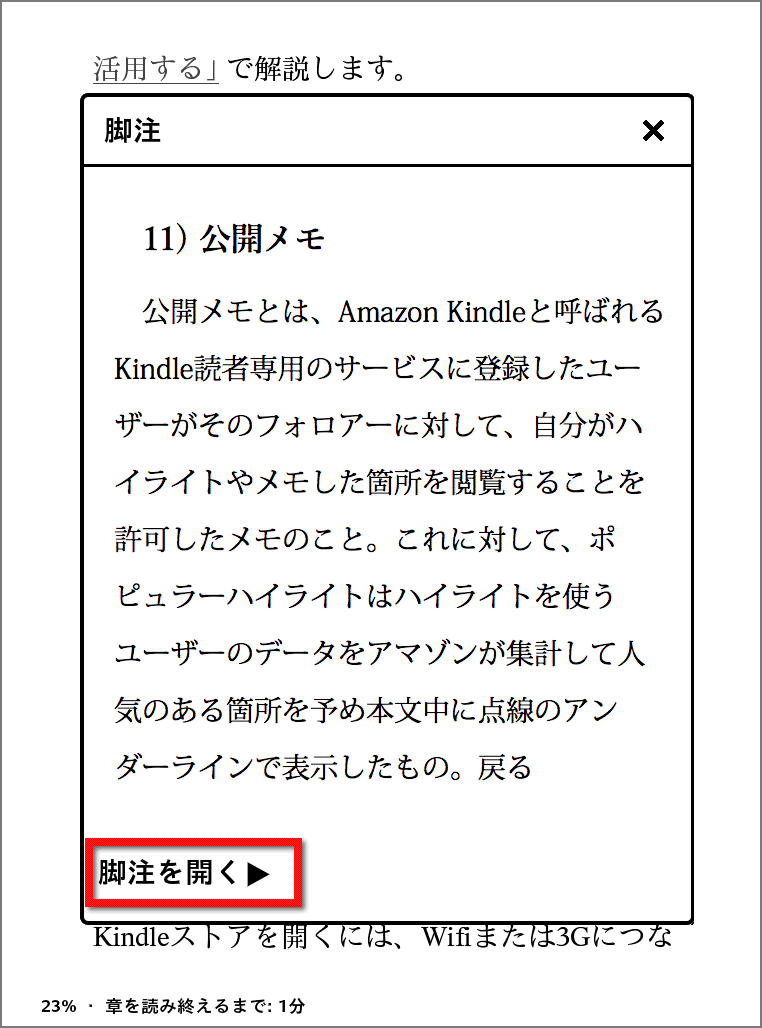 活用する」で解説します。
脚注 ×
11) 公開メモ
公開メモとは、Amazon Kindleと呼ばれる
Kindle読者専用のサービスに登録したユー
ザーがそのフォロアーに対して、自分がハ
イライトやメモした箇所を閲覧することを
許可したメモのこと。これに対して、ポ
ピュラーハイライトはハイライトを使う
ユーザーのデータをアマゾンが集計して人
気のある箇所を予め本文中に点線のアン
ダーラインで表示したもの。戻る
脚注を開く▶
Kindleストアを開くには、Wifiまたは3Gにつな
23% · 章を読み終えるまで: 1分